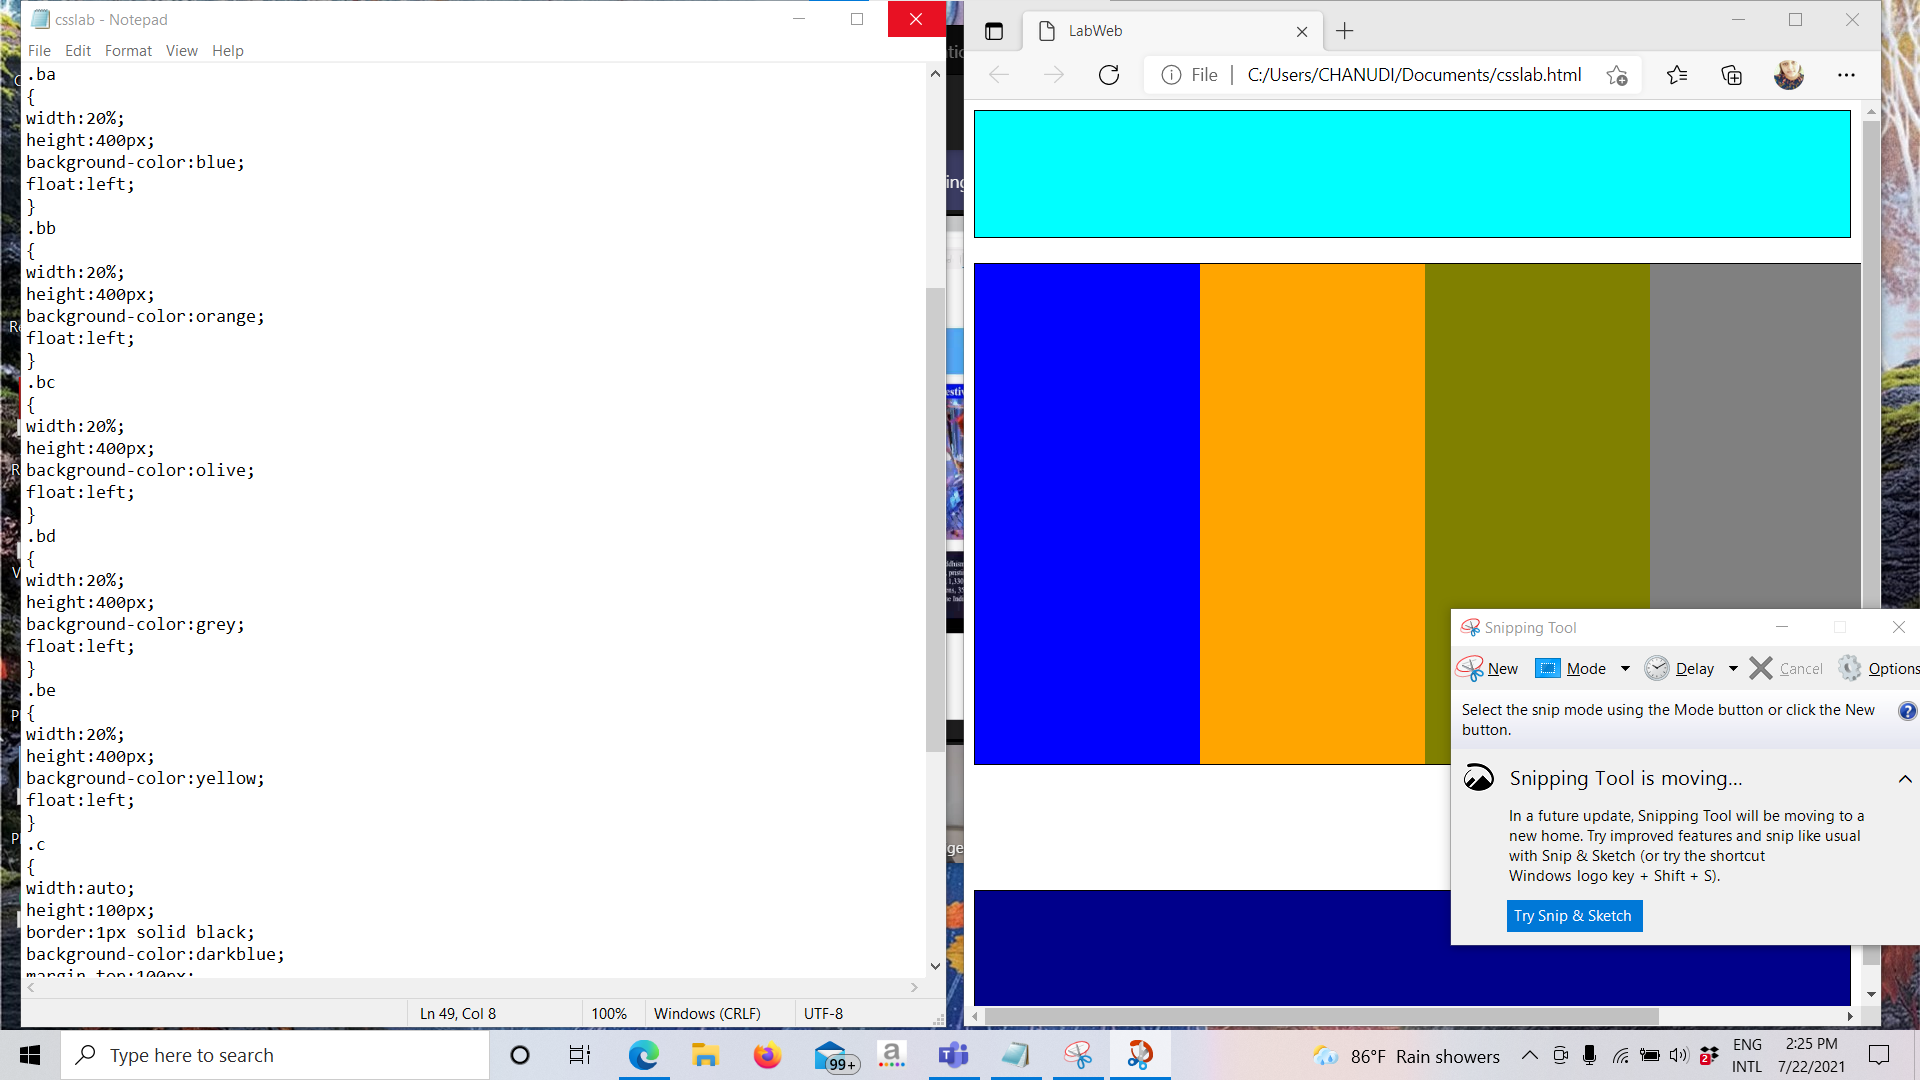 csslab - Notepad
File Edit Format View Help
.ba
{
width:20%;
height:400px;
background-color:blue;
float:left;
}
.bb
{
width:20%;
height:400px;
background-color:orange;
float:left;
}
.bc
{
width:20%;
height:400px;
background-color:olive;
float:left;
}
.bd
{
width:20%;
height:400px;
background-color:grey;
float:left;
}
.be
{
width:20%;
height:400px;
background-color:yellow;
float:left;
}
.c
{
width:auto;
height:100px;
border:1px solid black;
background-color:darkblue;
margin-top:100px;
Ln 49, Col 8 100% Windows (CRLF) UTF-8
LabWeb
File C:/Users/CHANUDI/Documents/csslab.html
Snipping Tool
New Mode Delay Cancel Options
Select the snip mode using the Mode button or click the New
button.
Snipping Tool is moving...
In a future update, Snipping Tool will be moving to a
new home. Try improved features and snip like usual
with Snip & Sketch (or try the shortcut
Windows logo key + Shift + S).
Try Snip & Sketch
Type here to search
99+
a
2
86°F Rain showers
ENG
INTL
2:25 PM
7/22/2021